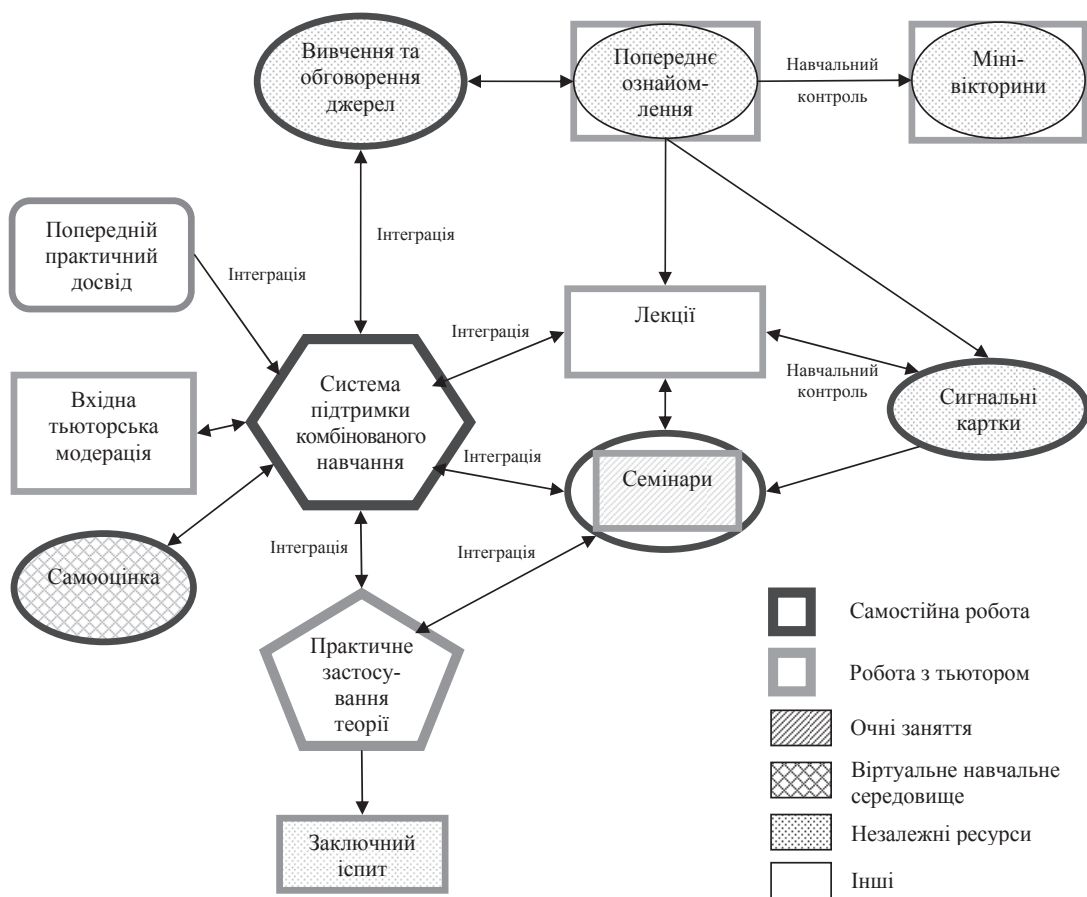 Вивчення та
обговорення
джерел
Попереднє
ознайом-
лення
Навчальний
контроль
Міні-
вікторини
Попередній
практичний
досвід
Інтеграція
Інтеграція
Вхідна
тьюторська
модерація
Система
підтримки
комбінованого
навчання
Інтеграція
Лекції
Навчальний
контроль
Сигнальні
картки
Інтеграція
Семінари
Самооцінка
Інтеграція
Інтеграція
Практичне
застосу-
вання
теорії
Заключний
іспит
Самостійна робота
Робота з тьютором
Очні заняття
Віртуальне навчальне
середовище
Незалежні ресурси
Інші